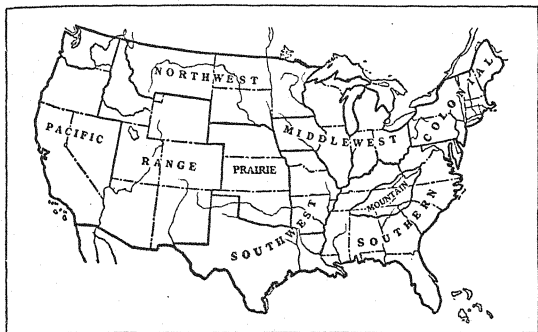 NORTHWEST
PACIFIC
RANGE
PRAIRIE
MIDDLEWEST
COLONIAL
MOUNTAIN
SOUTHWEST
SOUTHERN